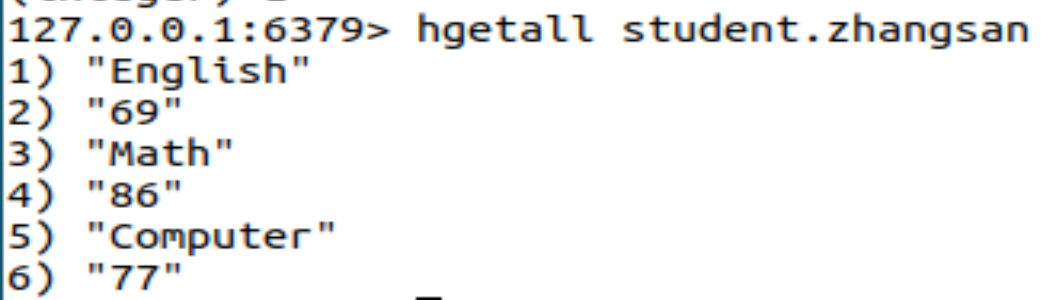 127.0.0.1:6379> hgetall student.zhangsan
1) "English"
2) "69"
3) "Math"
4) "86"
5) "Computer"
6) "77"